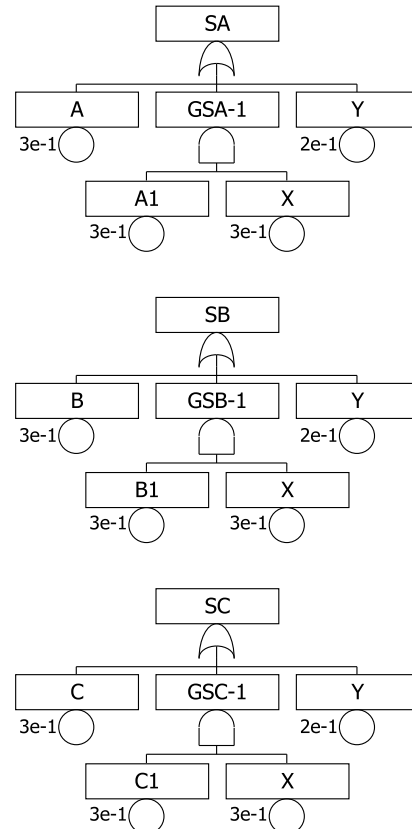 SA
A GSA-1 Y
3e-1 2e-1
A1 X
3e-1 3e-1
SB
B GSB-1 Y
3e-1 2e-1
B1 X
3e-1 3e-1
SC
C GSC-1 Y
3e-1 2e-1
C1 X
3e-1 3e-1